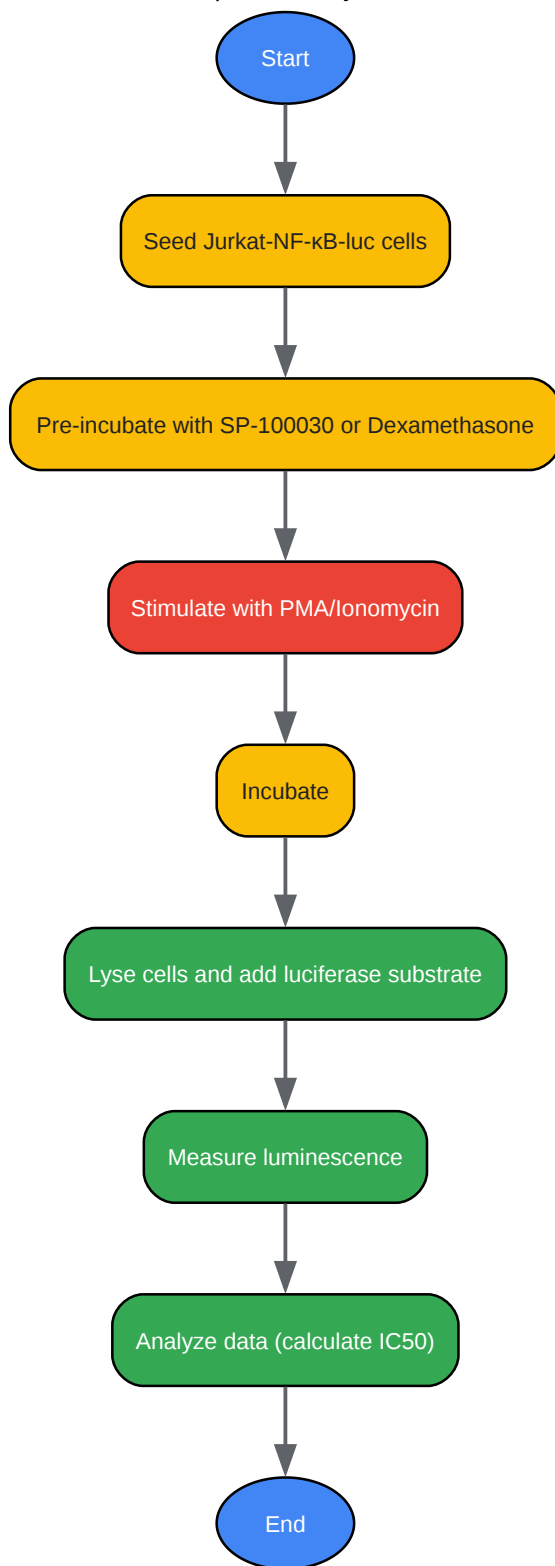 Start
Seed Jurkat-NF-κB-luc cells
Pre-incubate with SP-100030 or Dexamethasone
Stimulate with PMA/Ionomycin
Incubate
Lyse cells and add luciferase substrate
Measure luminescence
Analyze data (calculate IC50)
End